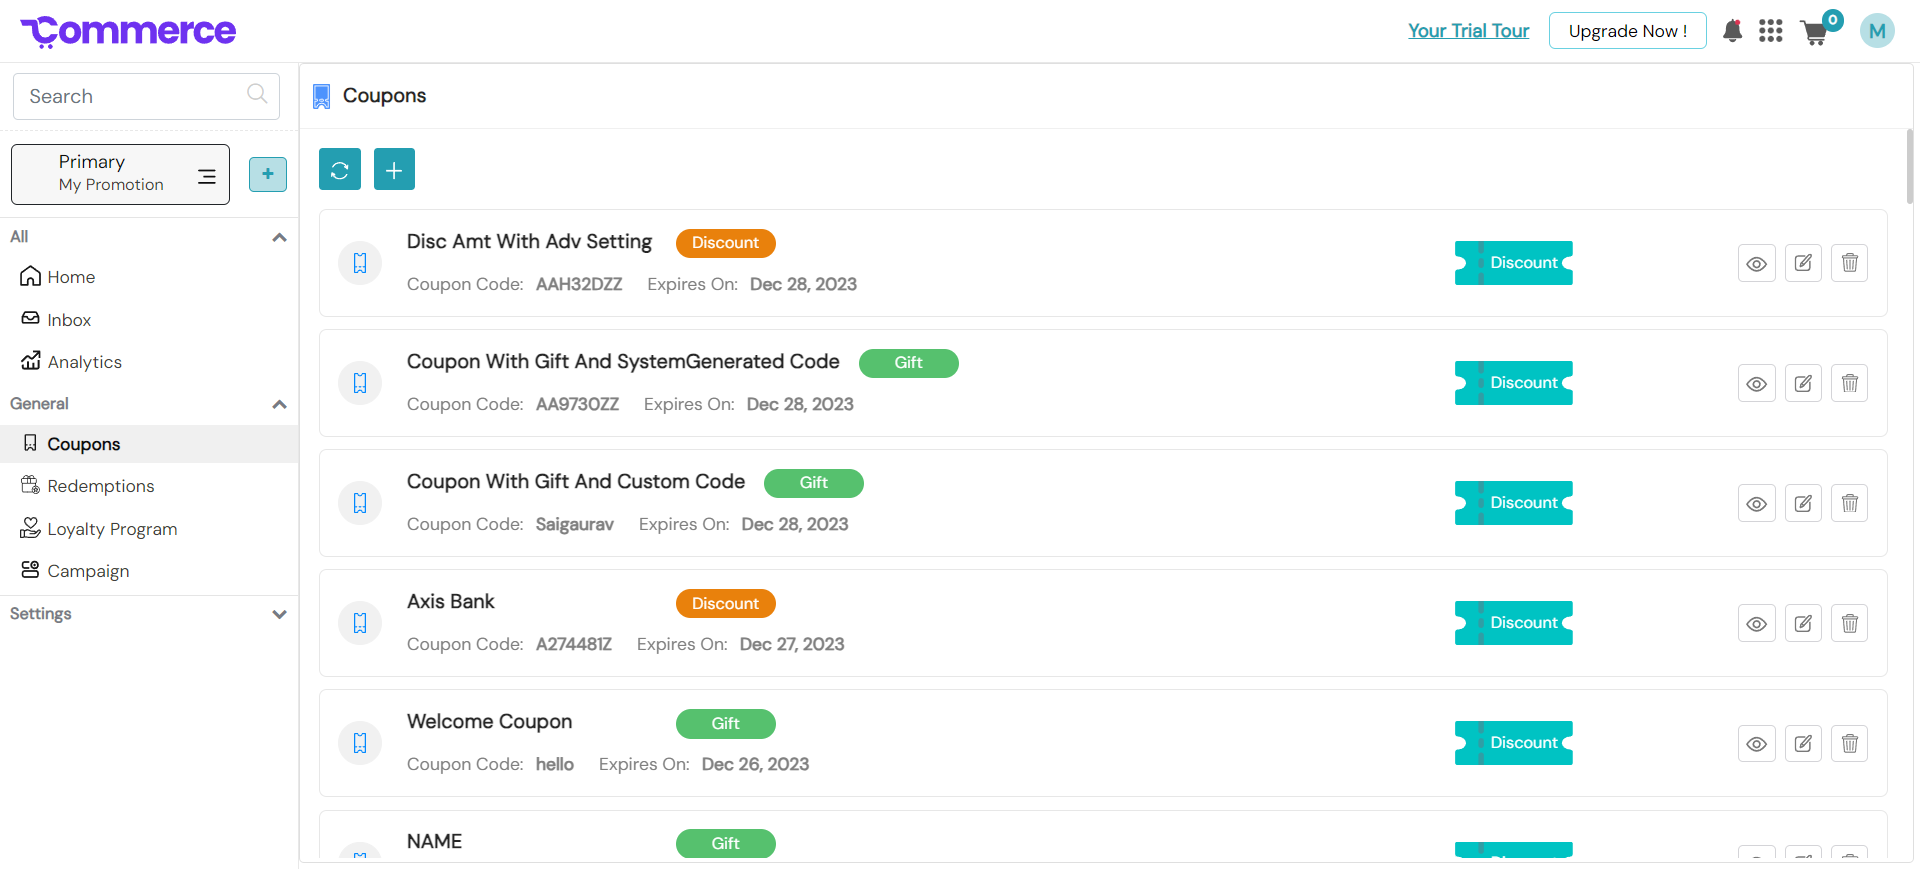 Commerce
Your Trial Tour
Upgrade Now !
0
M
Search
Coupons
Primary
My Promotion
+
All
Home
Inbox
Analytics
General
Coupons
Redemptions
Loyalty Program
Campaign
Settings
Disc Amt With Adv Setting Discount
Coupon Code: AAH32DZZ Expires On: Dec 28, 2023
Discount
Coupon With Gift And SystemGenerated Code Gift
Coupon Code: AA973OZZ Expires On: Dec 28, 2023
Discount
Coupon With Gift And Custom Code Gift
Coupon Code: Saigaurav Expires On: Dec 28, 2023
Discount
Axis Bank Discount
Coupon Code: A274481Z Expires On: Dec 27, 2023
Discount
Welcome Coupon Gift
Coupon Code: hello Expires On: Dec 26, 2023
Discount
NAME Gift